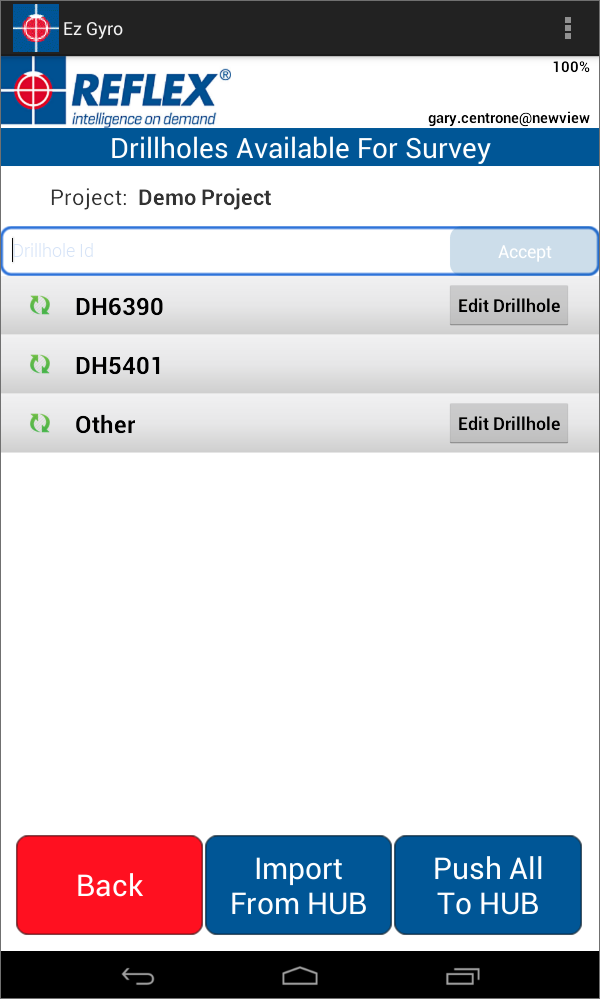 Ez Gyro
100%
REFLEX®
intelligence on demand
gary.centrone@newview
Drillholes Available For Survey
Project: Demo Project
Drillhole Id
Accept
DH6390
Edit Drillhole
DH5401
Other
Edit Drillhole
Back
Import
From HUB
Push All
To HUB